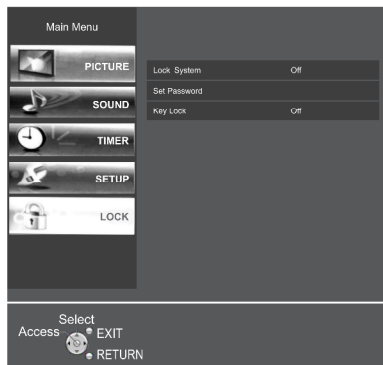 Main Menu
PICTURE
SOUND
TIMER
SETUP
LOCK
Lock System Off
Set Password
Key Lock Off
Select
Access
EXIT
RETURN